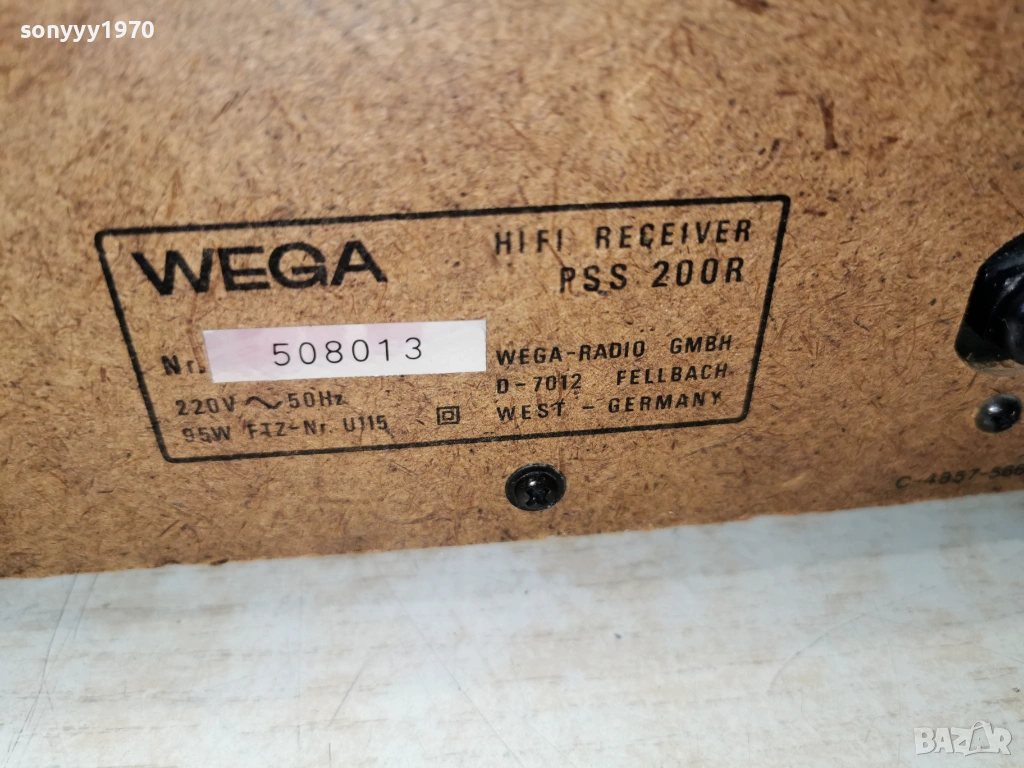 sonyyy1970
WEGA
HIFI RECEIVER
PSS 200R
Nr. 508013
WEGA-RADIO GMBH
D-7012 FELLBACH
WEST - GERMANY
220V ~ 50Hz
95W FTZ-Nr. U115
BAZAR